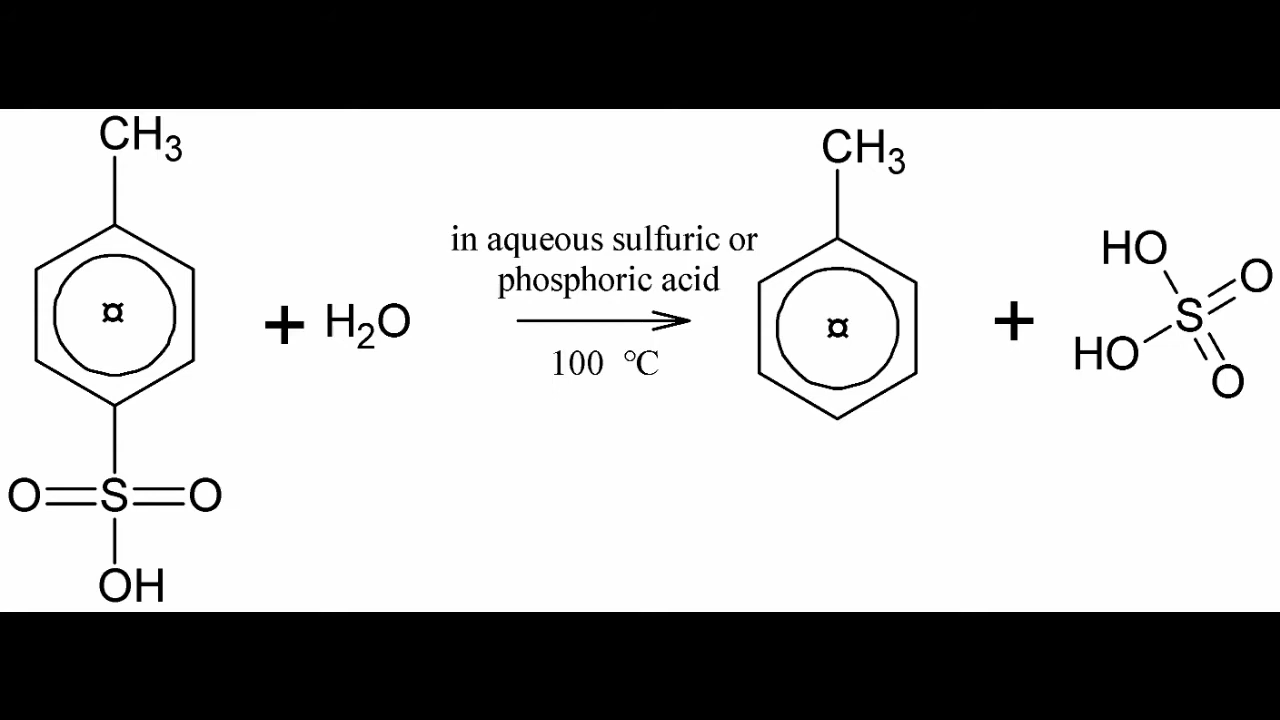 CH₃
O=S=O
OH
+ H₂O
in aqueous sulfuric or
phosphoric acid
100 ℃
CH₃
+
HO
HO
S
O
O